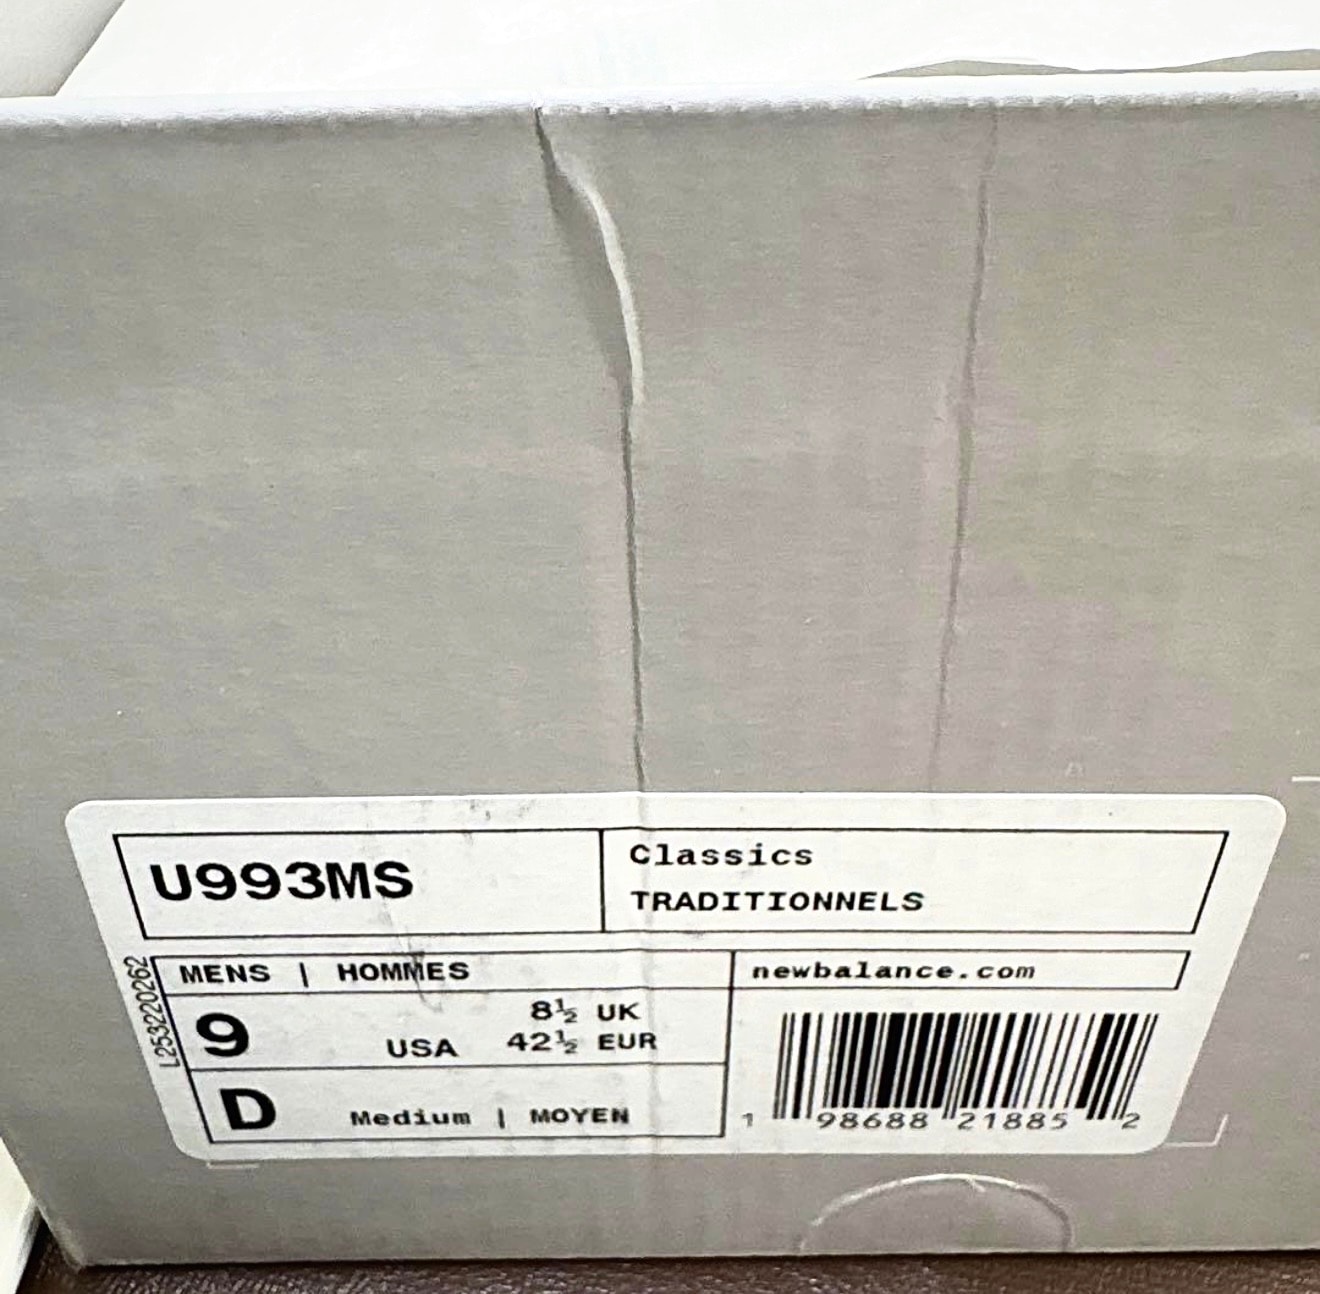 U993MS
Classics
TRADITIONNELS
L253220262
MENS | HOMMES
newbalance.com
9 USA 8½ UK
42½ EUR
D Medium | MOYEN
1 98688 21885 2